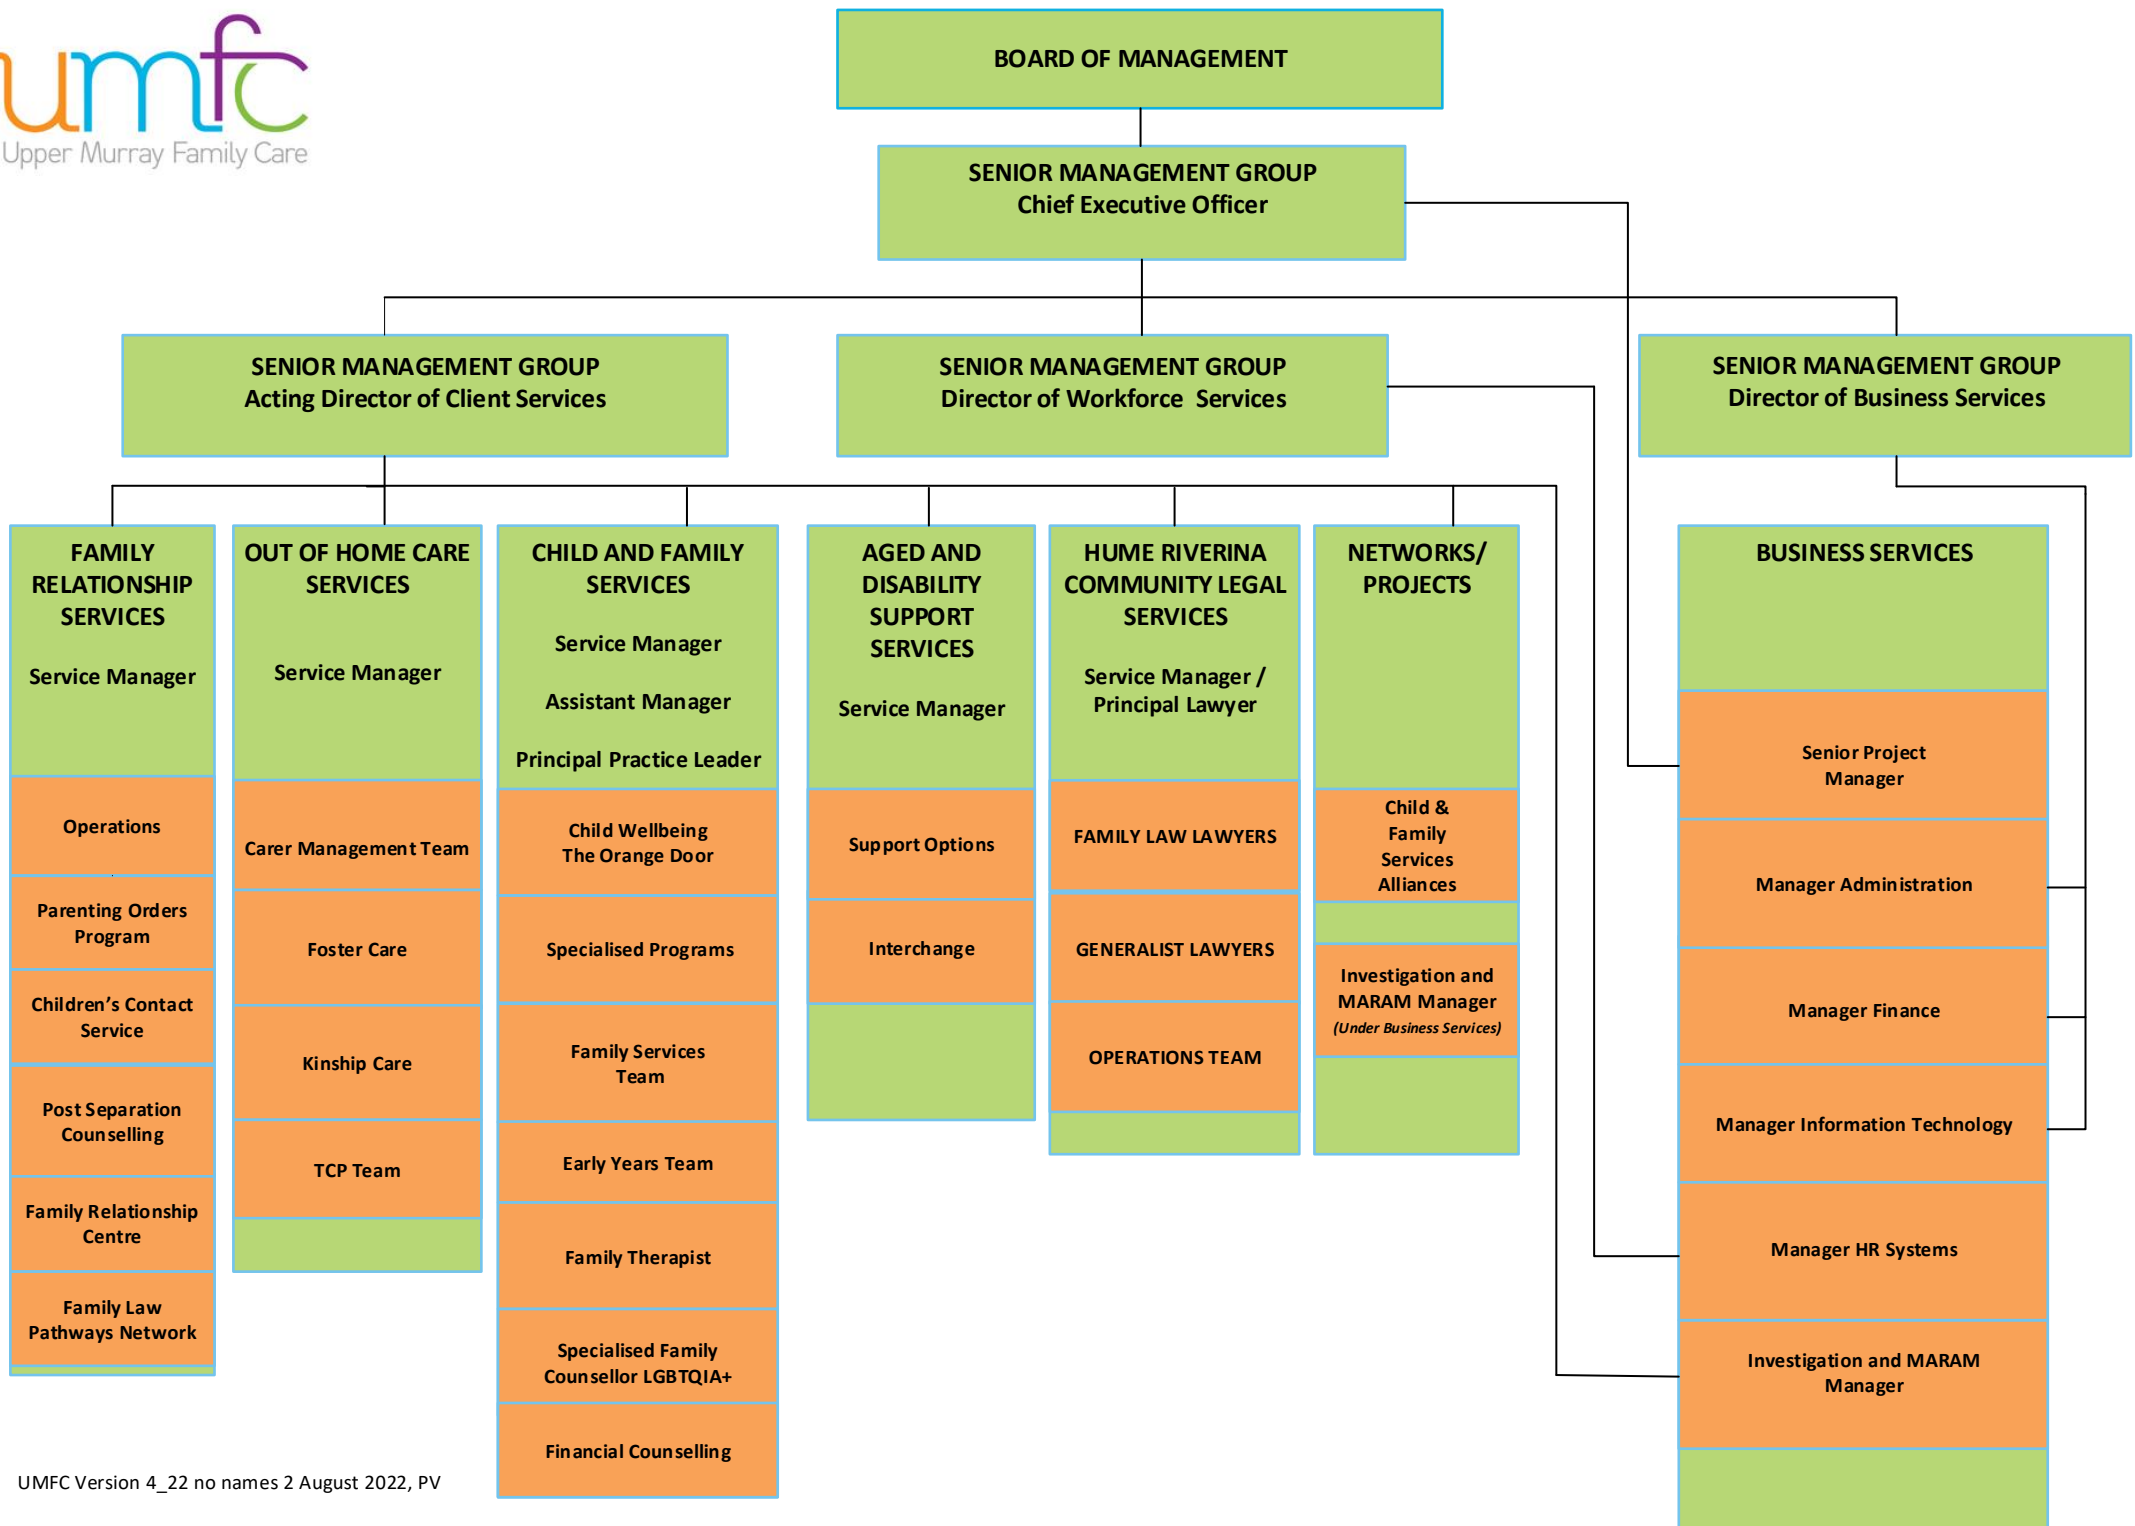 umfc
Upper Murray Family Care
BOARD OF MANAGEMENT
SENIOR MANAGEMENT GROUP
Chief Executive Officer
SENIOR MANAGEMENT GROUP
Acting Director of Client Services
SENIOR MANAGEMENT GROUP
Director of Workforce Services
SENIOR MANAGEMENT GROUP
Director of Business Services
FAMILY
RELATIONSHIP
SERVICES
Service Manager
Operations
Parenting Orders
Program
Children's Contact
Service
Post Separation
Counselling
Family Relationship
Centre
Family Law
Pathways Network
OUT OF HOME CARE
SERVICES
Service Manager
Carer Management Team
Foster Care
Kinship Care
TCP Team
CHILD AND FAMILY
SERVICES
Service Manager
Assistant Manager
Principal Practice Leader
Child Wellbeing
The Orange Door
Specialised Programs
Family Services
Team
Early Years Team
Family Therapist
Specialised Family
Counsellor LGBTQIA+
Financial Counselling
AGED AND
DISABILITY
SUPPORT
SERVICES
Service Manager
Support Options
Interchange
HUME RIVERINA
COMMUNITY LEGAL
SERVICES
Service Manager /
Principal Lawyer
FAMILY LAW LAWYERS
GENERALIST LAWYERS
OPERATIONS TEAM
NETWORKS/
PROJECTS
Child &
Family
Services
Alliances
Investigation and
MARAM Manager
(Under Business Services)
BUSINESS SERVICES
Senior Project
Manager
Manager Administration
Manager Finance
Manager Information Technology
Manager HR Systems
Investigation and MARAM
Manager
UMFC Version 4_22 no names 2 August 2022, PV